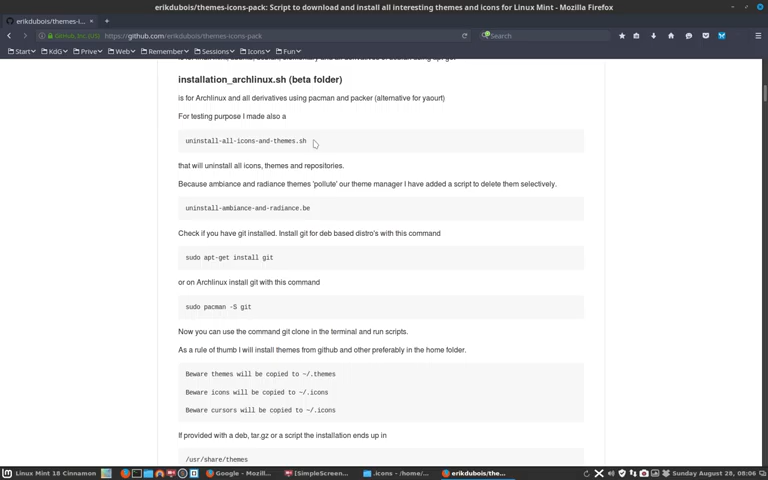 erikdubois/themes-icons-pack: Script to download and install all interesting themes and icons for Linux Mint - Mozilla Firefox
erikdubois/themes-i...
GitHub, Inc. (US)
https://github.com/erikdubois/themes-icons-pack
Search
Start
KdG
Prive
Web
Remember
Sessions
Icons
Fun
installation_archlinux.sh (beta folder)
is for Archlinux and all derivatives using pacman and packer (alternative for yaourt)
For testing purpose I made also a
uninstall-all-icons-and-themes.sh
that will uninstall all icons, themes and repositories.
Because ambiance and radiance themes 'pollute' our theme manager I have added a script to delete them selectively.
uninstall-ambiance-and-radiance.be
Check if you have git installed. Install git for deb based distro's with this command
sudo apt-get install git
or on Archlinux install git with this command
sudo pacman -S git
Now you can use the command git clone in the terminal and run scripts.
As a rule of thumb I will install themes from github and other preferably in the home folder.
Beware themes will be copied to ~/.themes
Beware icons will be copied to ~/.icons
Beware cursors will be copied to ~/.icons
If provided with a deb, tar.gz or a script the installation ends up in
/usr/share/themes
Linux Mint 18 Cinnamon
Google - Mozill...
[SimpleScreen...
.icons - /home/...
erikdubois/the...
Sunday August 28, 08:06